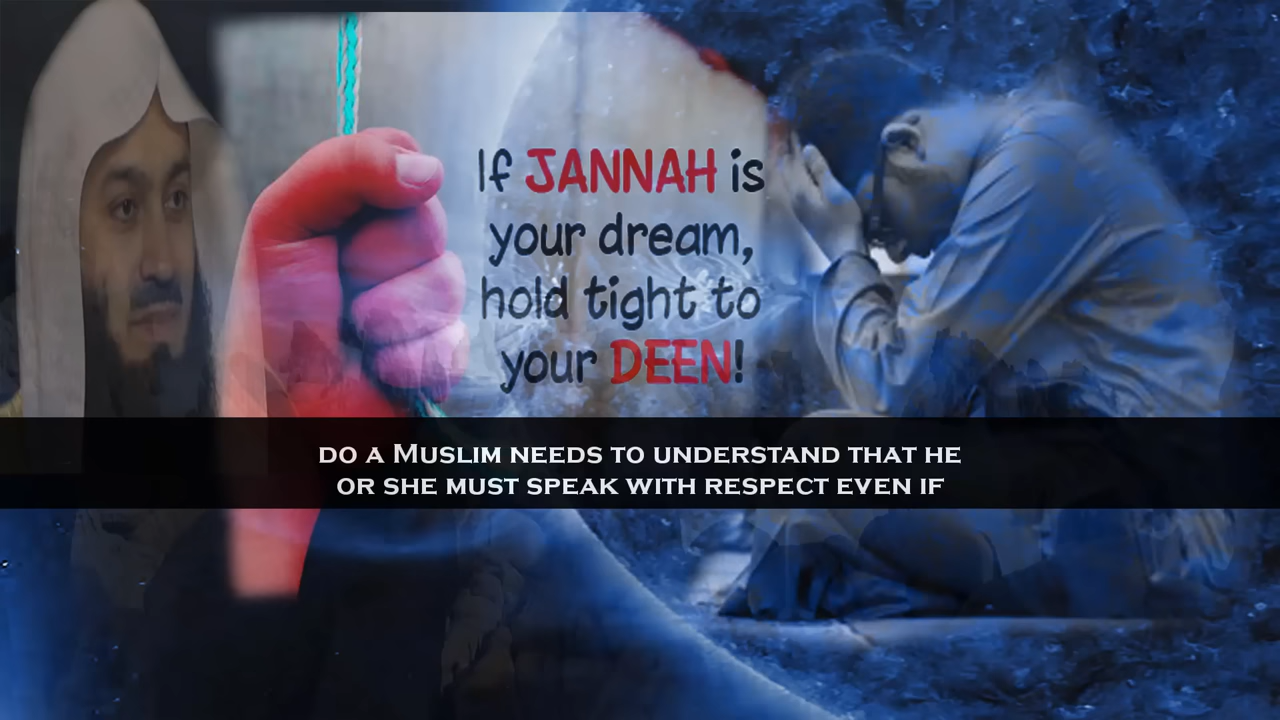 If JANNAH is
your dream,
hold tight to
your DEEN!
DO A MUSLIM NEEDS TO UNDERSTAND THAT HE
OR SHE MUST SPEAK WITH RESPECT EVEN IF